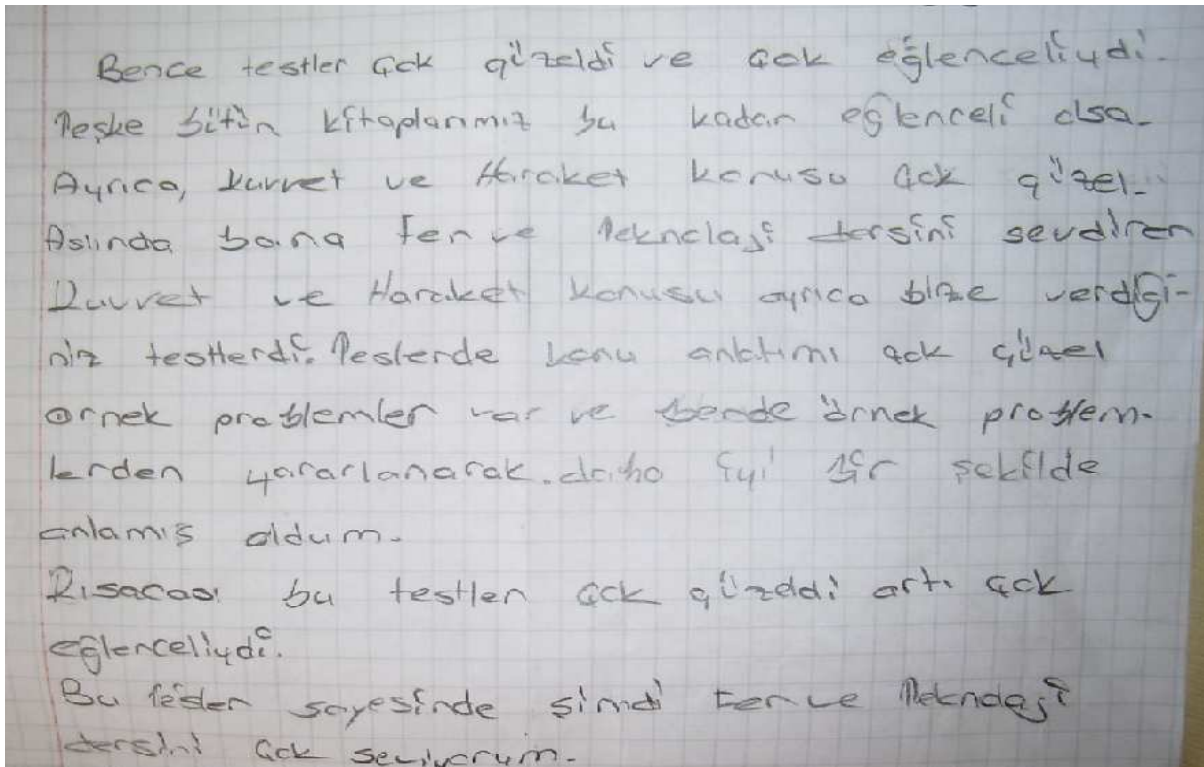 Bence testler çok güzeldi ve çok eğlenceliydi.
Keşke bütün kitaplarımız bu kadar eğlenceli olsa.
Ayrıca, kuvvet ve Haraket konusu çok güzel.
Aslında bana Fen ve Teknoloji dersini sevdiren
Kuvvet ve Haraket konusu ayrıca bize verdiği-
niz testlerdi. Testlerde konu anlatımı çok güzel
örnek problemler var ve bende örnek problem-
lerden yararlanarak daha iyi bir şekilde
anlamış oldum.
Kısacası bu testler çok güzeldi artı çok
eğlenceliydi.
Bu testler sayesinde şimdi Fen ve Teknoloji
dersini çok seviyorum.